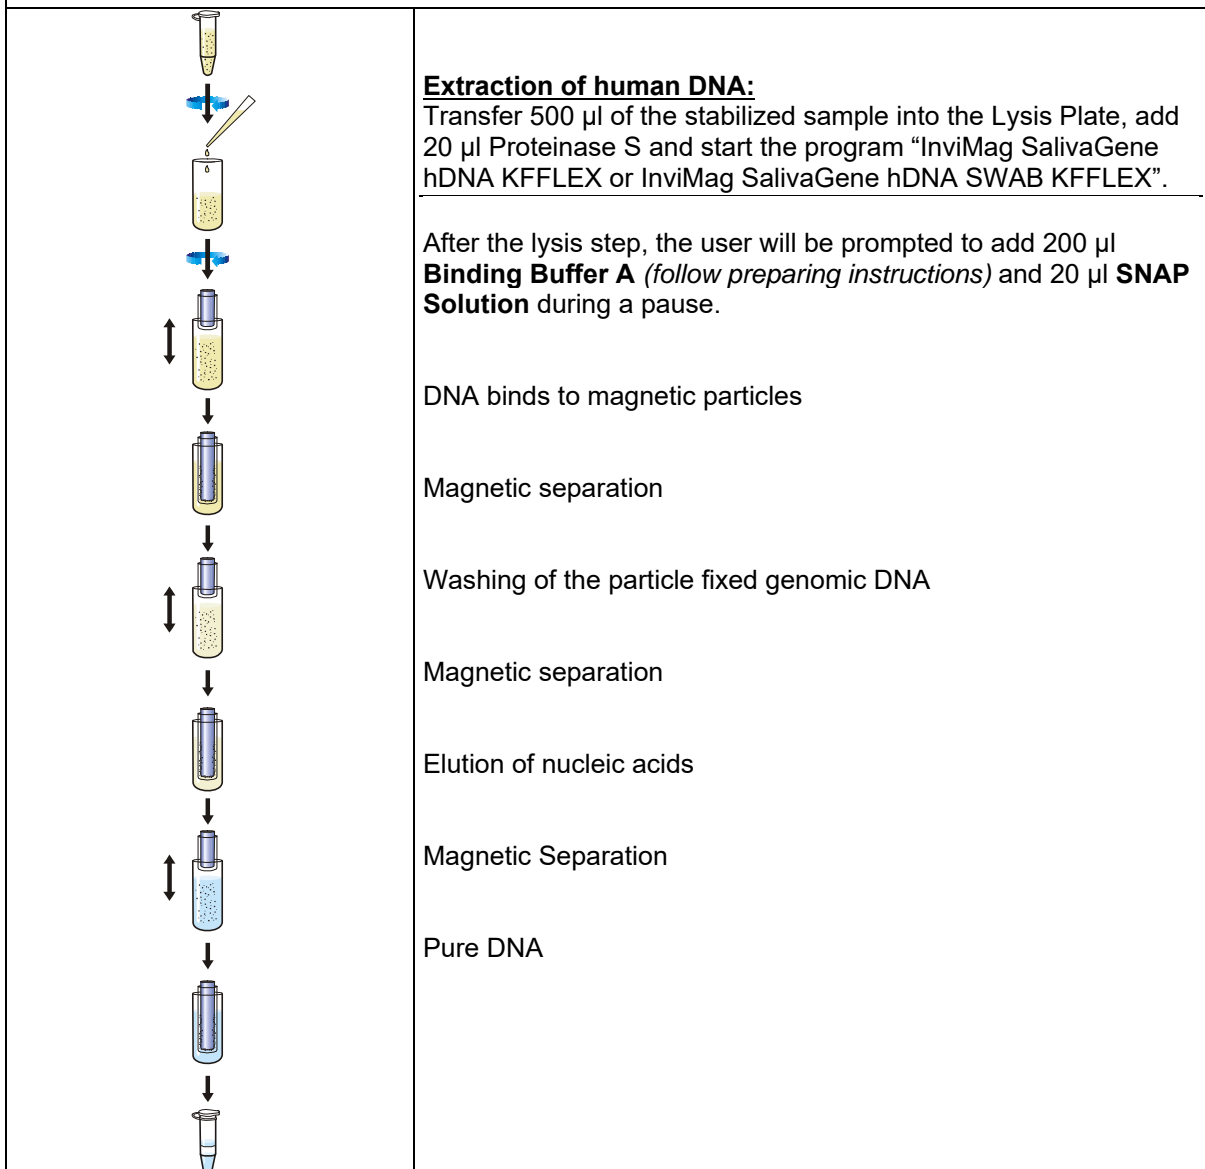 Extraction of human DNA:
Transfer 500 µl of the stabilized sample into the Lysis Plate, add
20 µl Proteinase S and start the program “InviMag SalivaGene
hDNA KFFLEX or InviMag SalivaGene hDNA SWAB KFFLEX”.
After the lysis step, the user will be prompted to add 200 µl
Binding Buffer A (follow preparing instructions) and 20 µl SNAP
Solution during a pause.
DNA binds to magnetic particles
Magnetic separation
Washing of the particle fixed genomic DNA
Magnetic separation
Elution of nucleic acids
Magnetic Separation
Pure DNA